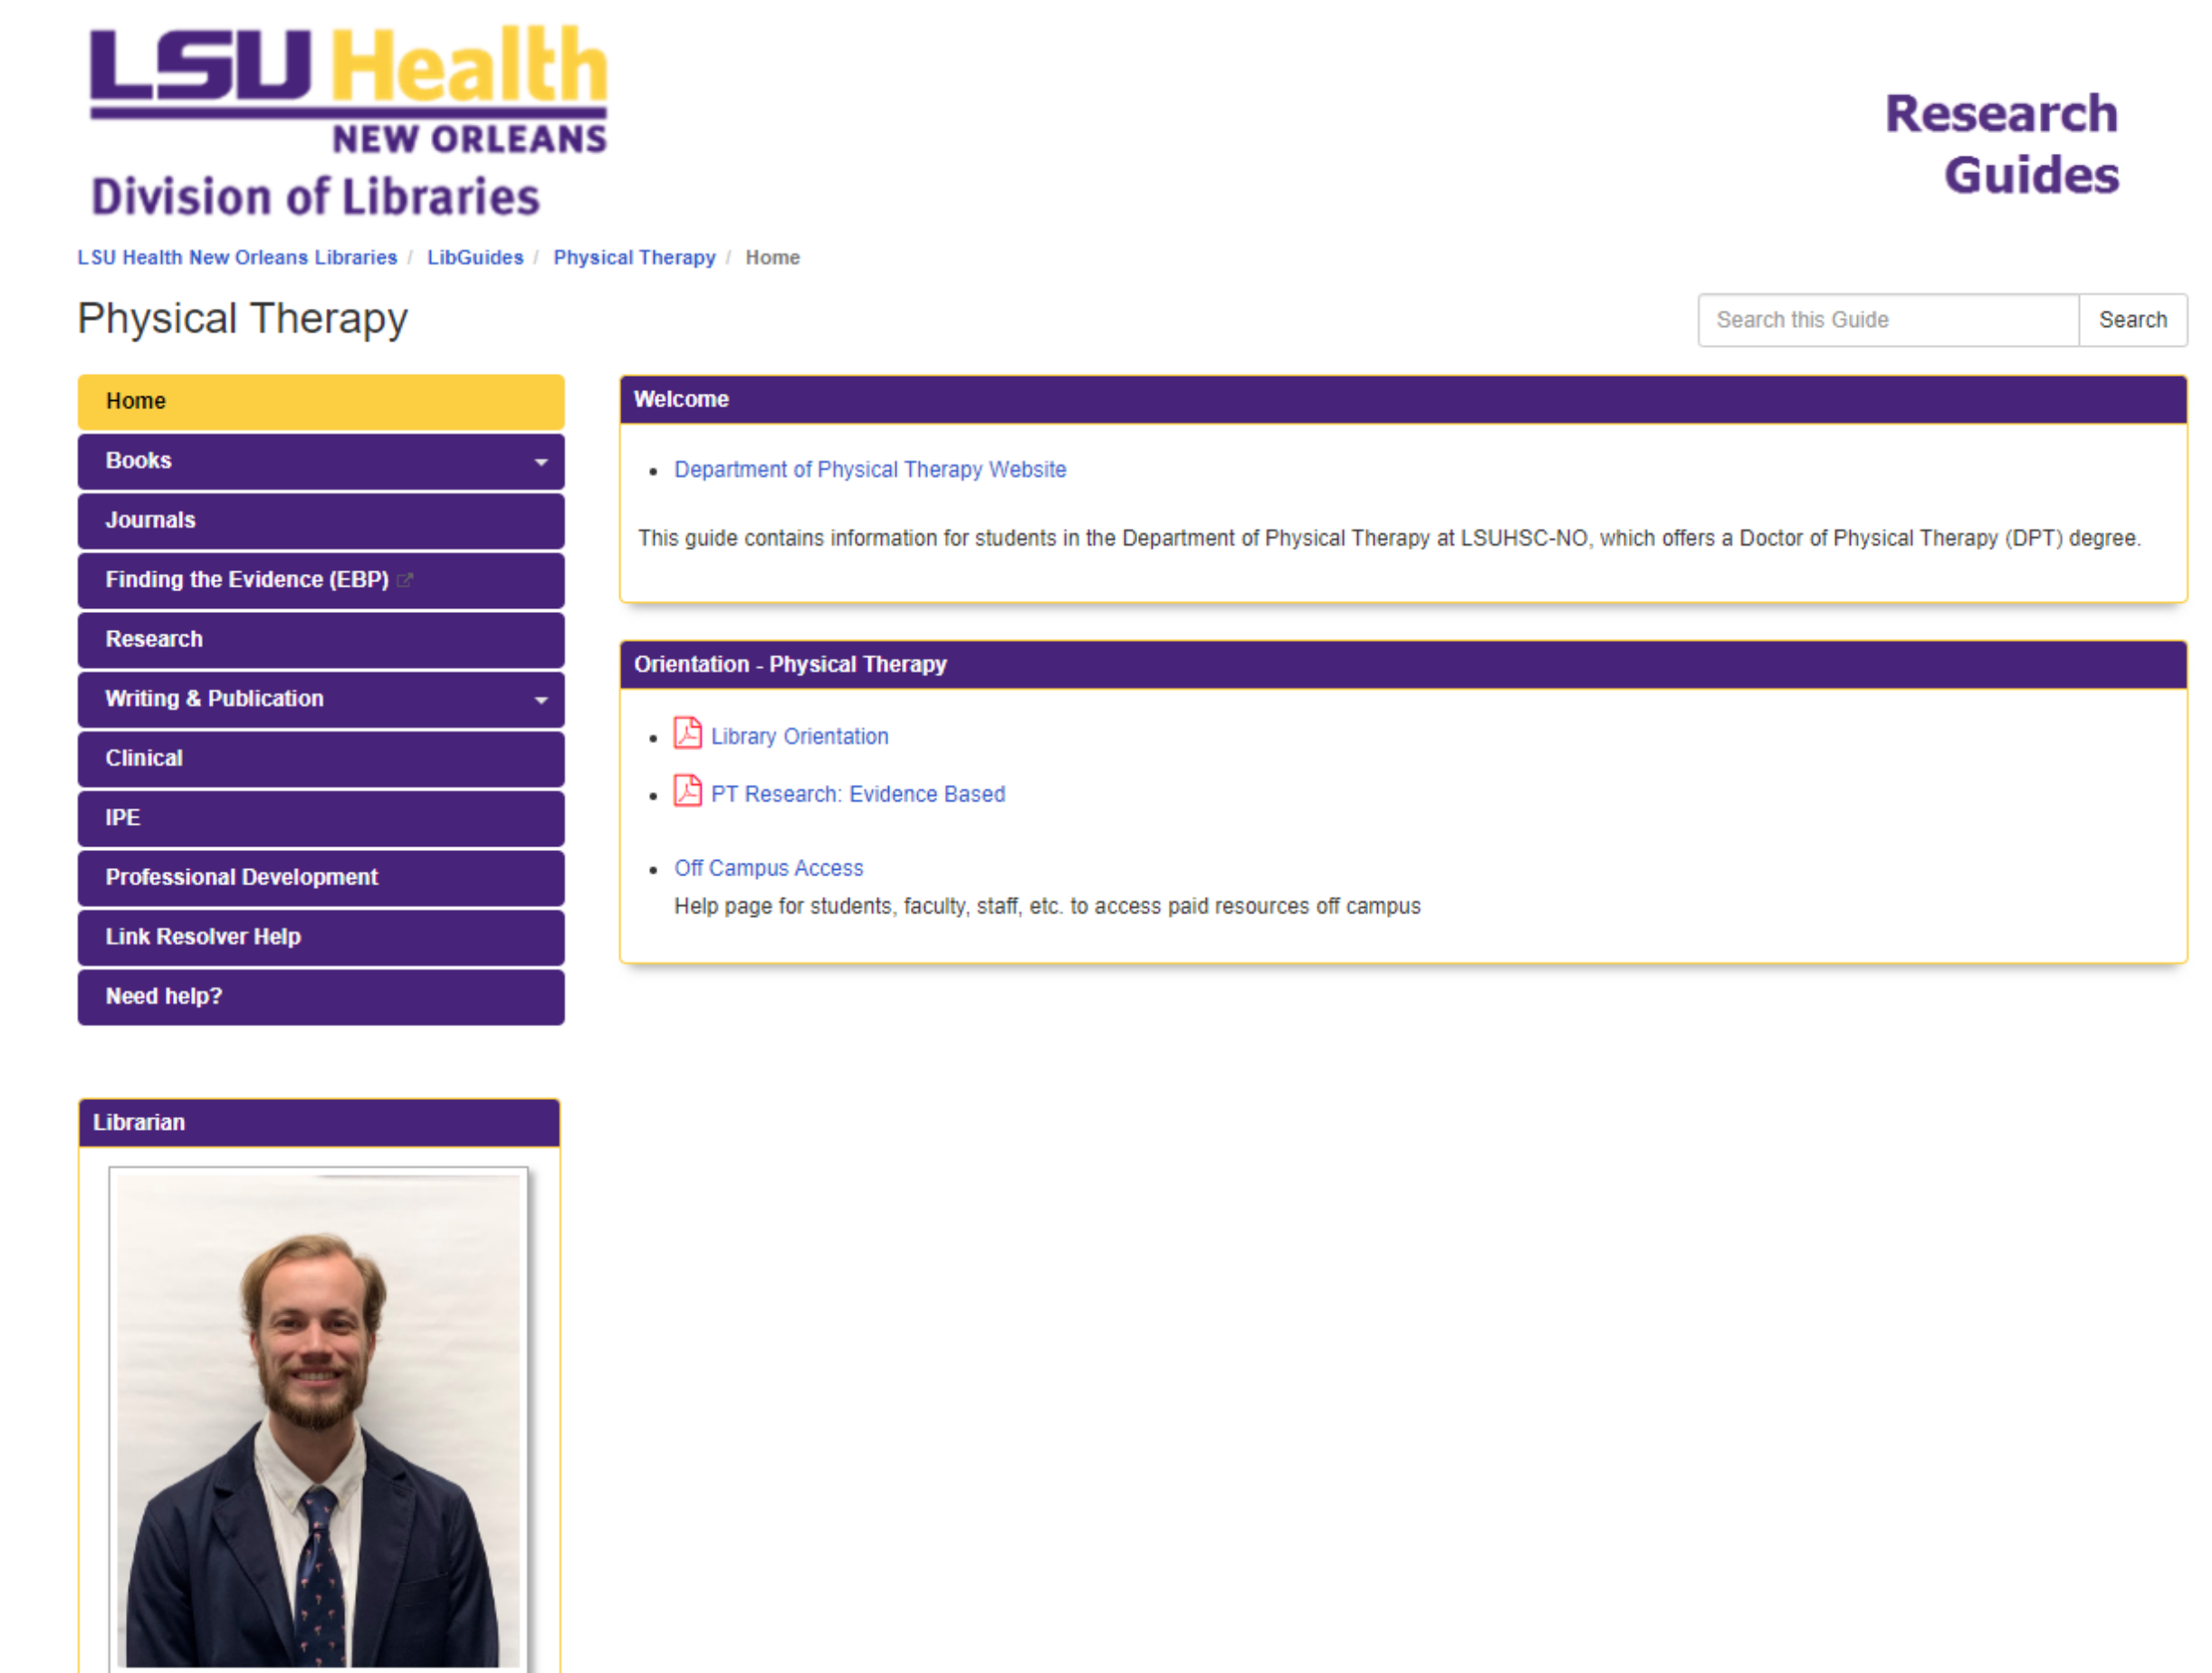 LSU Health
NEW ORLEANS
Division of Libraries
Research
Guides
LSU Health New Orleans Libraries / LibGuides / Physical Therapy / Home
Physical Therapy
Search this Guide
Search
Home
Books
Journals
Finding the Evidence (EBP)
Research
Writing & Publication
Clinical
IPE
Professional Development
Link Resolver Help
Need help?
Librarian
Welcome
• Department of Physical Therapy Website
This guide contains information for students in the Department of Physical Therapy at LSUHSC-NO, which offers a Doctor of Physical Therapy (DPT) degree.
Orientation - Physical Therapy
• Library Orientation
• PT Research: Evidence Based
• Off Campus Access
Help page for students, faculty, staff, etc. to access paid resources off campus